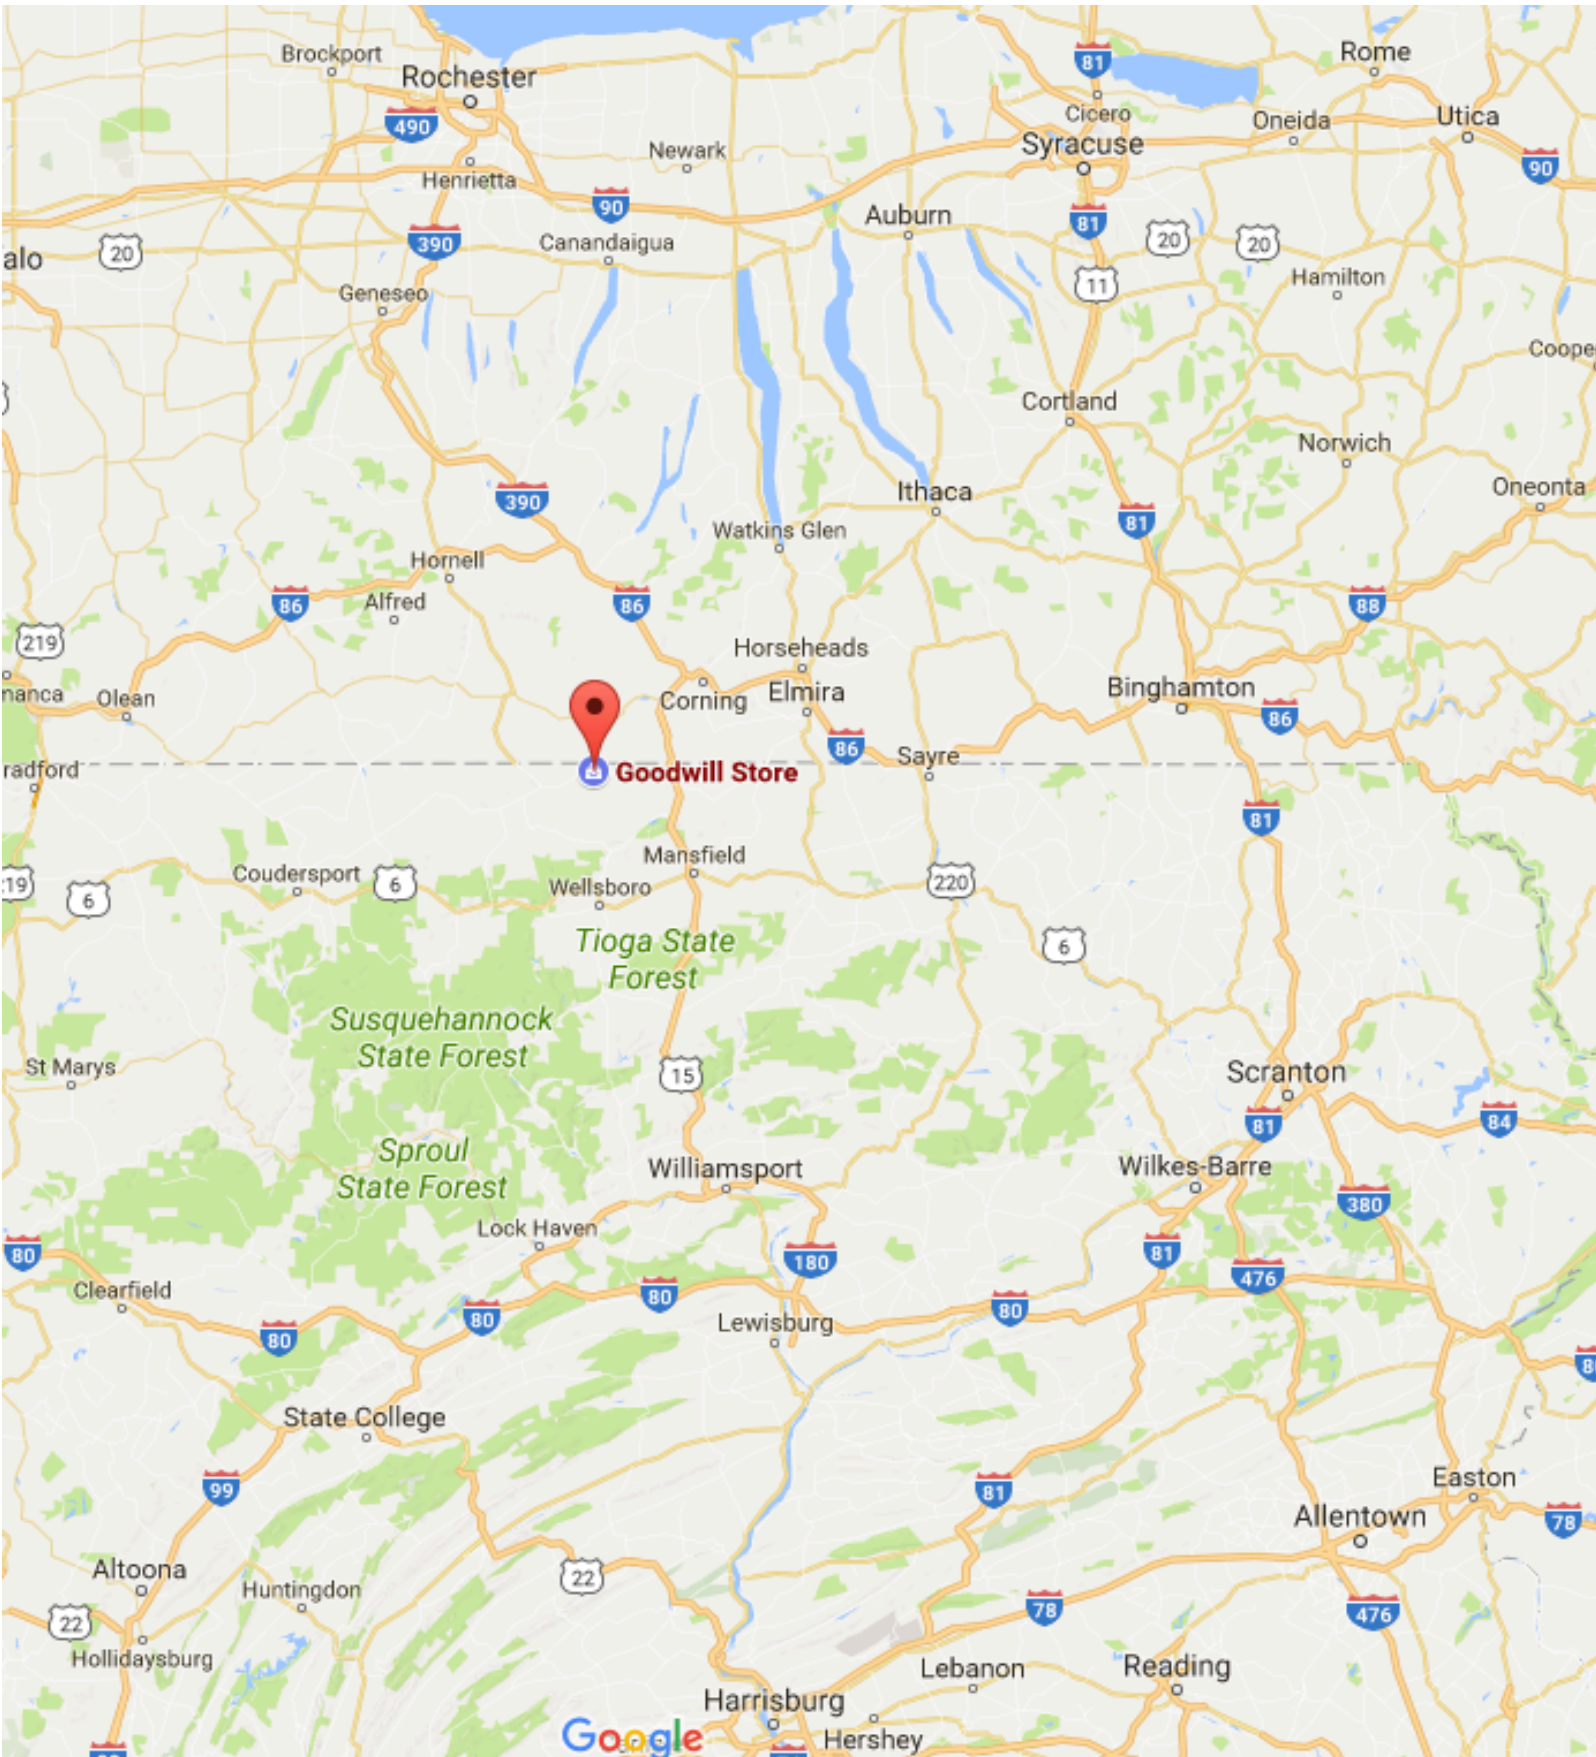 Brockport
Rochester
490
Henrietta
Newark
90
390
Canandaigua
20
alo
Geneseo
81
Cicero
Syracuse
Rome
Oneida
Utica
90
Auburn
81
20
20
11
Hamilton
Coope
Cortland
Norwich
Oneonta
Ithaca
81
390
Watkins Glen
Hornell
86
Alfred
86
88
219
Horseheads
manca
Olean
Corning
Elmira
Binghamton
86
86
Sayre
radford
Goodwill Store
81
Mansfield
Coudersport
6
Wellsboro
19
6
220
Tioga State
Forest
6
Susquehannock
State Forest
St Marys
15
Scranton
81
84
Sproul
State Forest
Williamsport
Wilkes-Barre
380
Lock Haven
80
180
81
476
Clearfield
80
80
80
80
Lewisburg
8
State College
99
81
Easton
Allentown
78
Altoona
Huntingdon
22
22
78
476
Hollidaysburg
Lebanon
Reading
Harrisburg
Google
Hershey